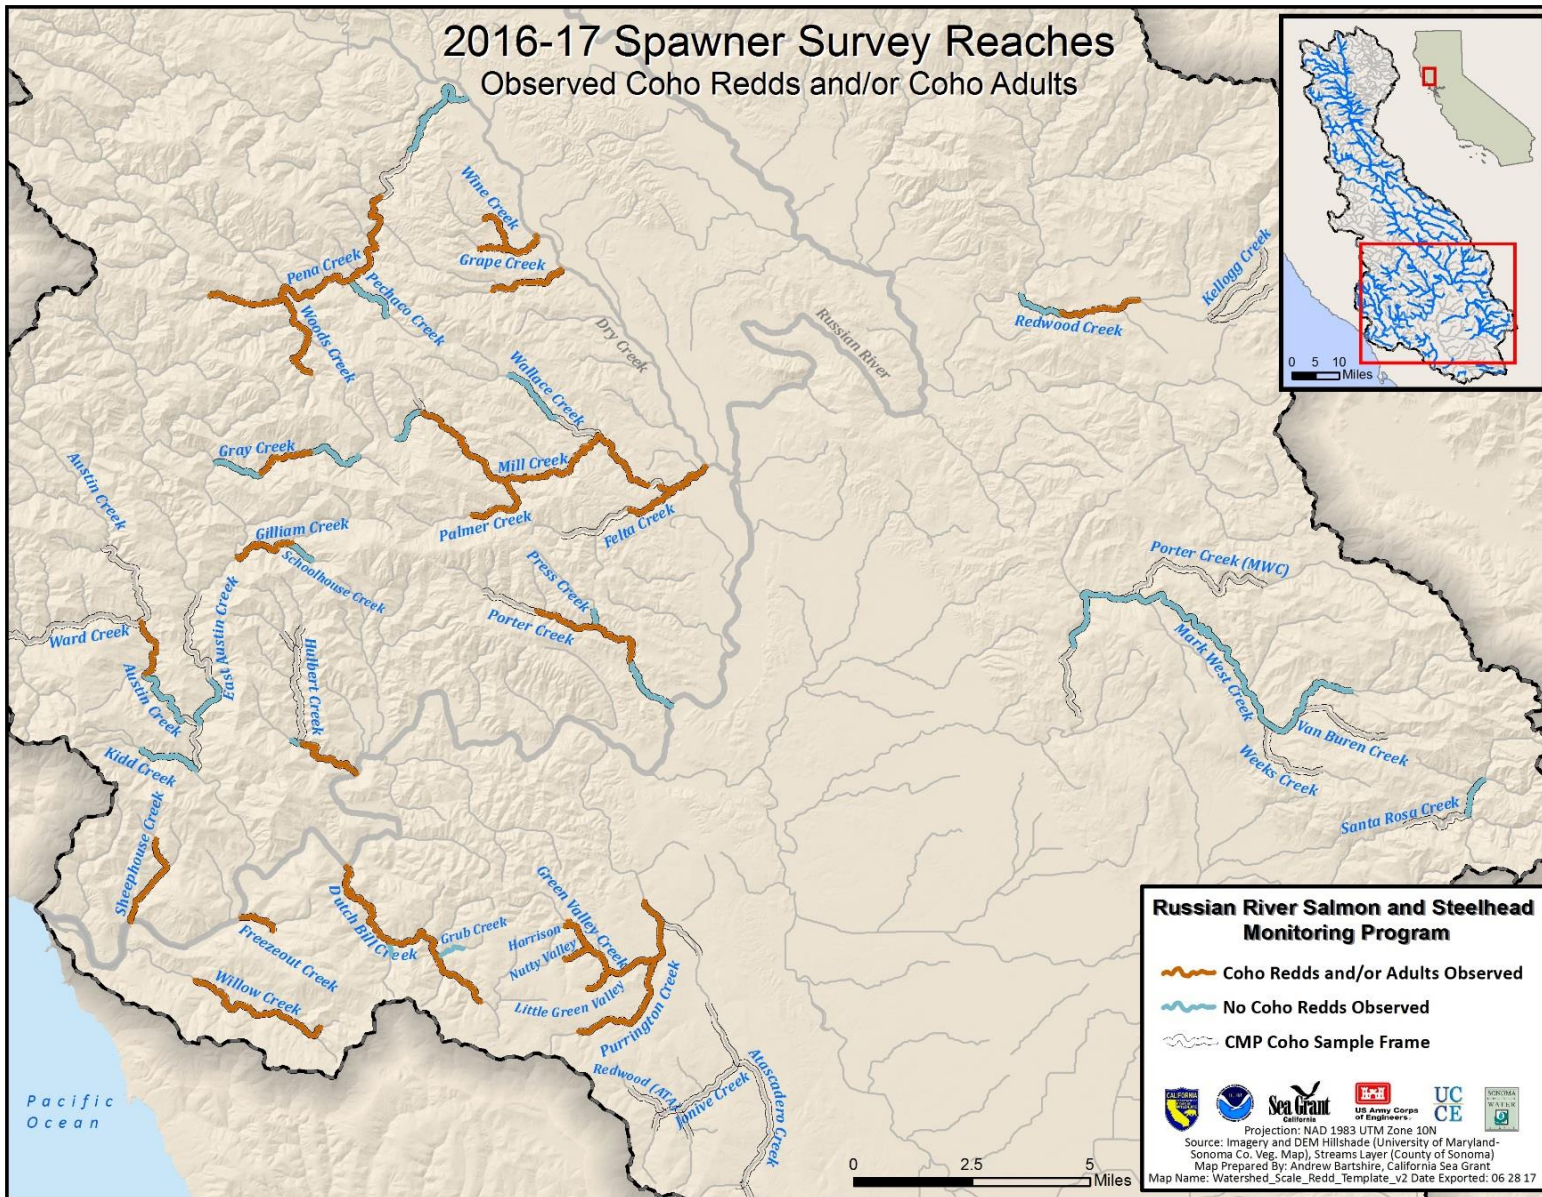 2016-17 Spawner Survey Reaches
Observed Coho Redds and/or Coho Adults
0 5 10
Miles
Wine Creek
Grape Creek
Pena Creek
Pechaco Creek
Woods Creek
Dry Creek
Russian River
Redwood Creek
Kellogg Creek
Wallace Creek
Gray Creek
Mill Creek
Austin Creek
Palmer Creek
Felta Creek
Gilliam Creek
Schoolhouse Creek
Press Creek
Porter Creek
Porter Creek (MWC)
Ward Creek
East Austin Creek
Hulbert Creek
Austin Creek
Mark West Creek
Kidd Creek
Van Buren Creek
Weeks Creek
Santa Rosa Creek
Sheephouse Creek
Freezeout Creek
Willow Creek
Dutch Bill Creek
Grub Creek
Green Valley Creek
Harrison
Nutty Valley
Little Green Valley
Purrington Creek
Redwood (ATA)
Jonive Creek
Atascadero Creek
Pacific
Ocean
0 2.5 5
Miles
Russian River Salmon and Steelhead
Monitoring Program
Coho Redds and/or Adults Observed
No Coho Redds Observed
CMP Coho Sample Frame
CALIFORNIA
Sea Grant
California
US Army Corps
of Engineers
UC
CE
SONOMA
WATER
Projection: NAD 1983 UTM Zone 10N
Source: Imagery and DEM Hillshade (University of Maryland-
Sonoma Co. Veg. Map), Streams Layer (County of Sonoma)
Map Prepared By: Andrew Bartshire, California Sea Grant
Map Name: Watershed_Scale_Redd_Template_v2 Date Exported: 06 28 17